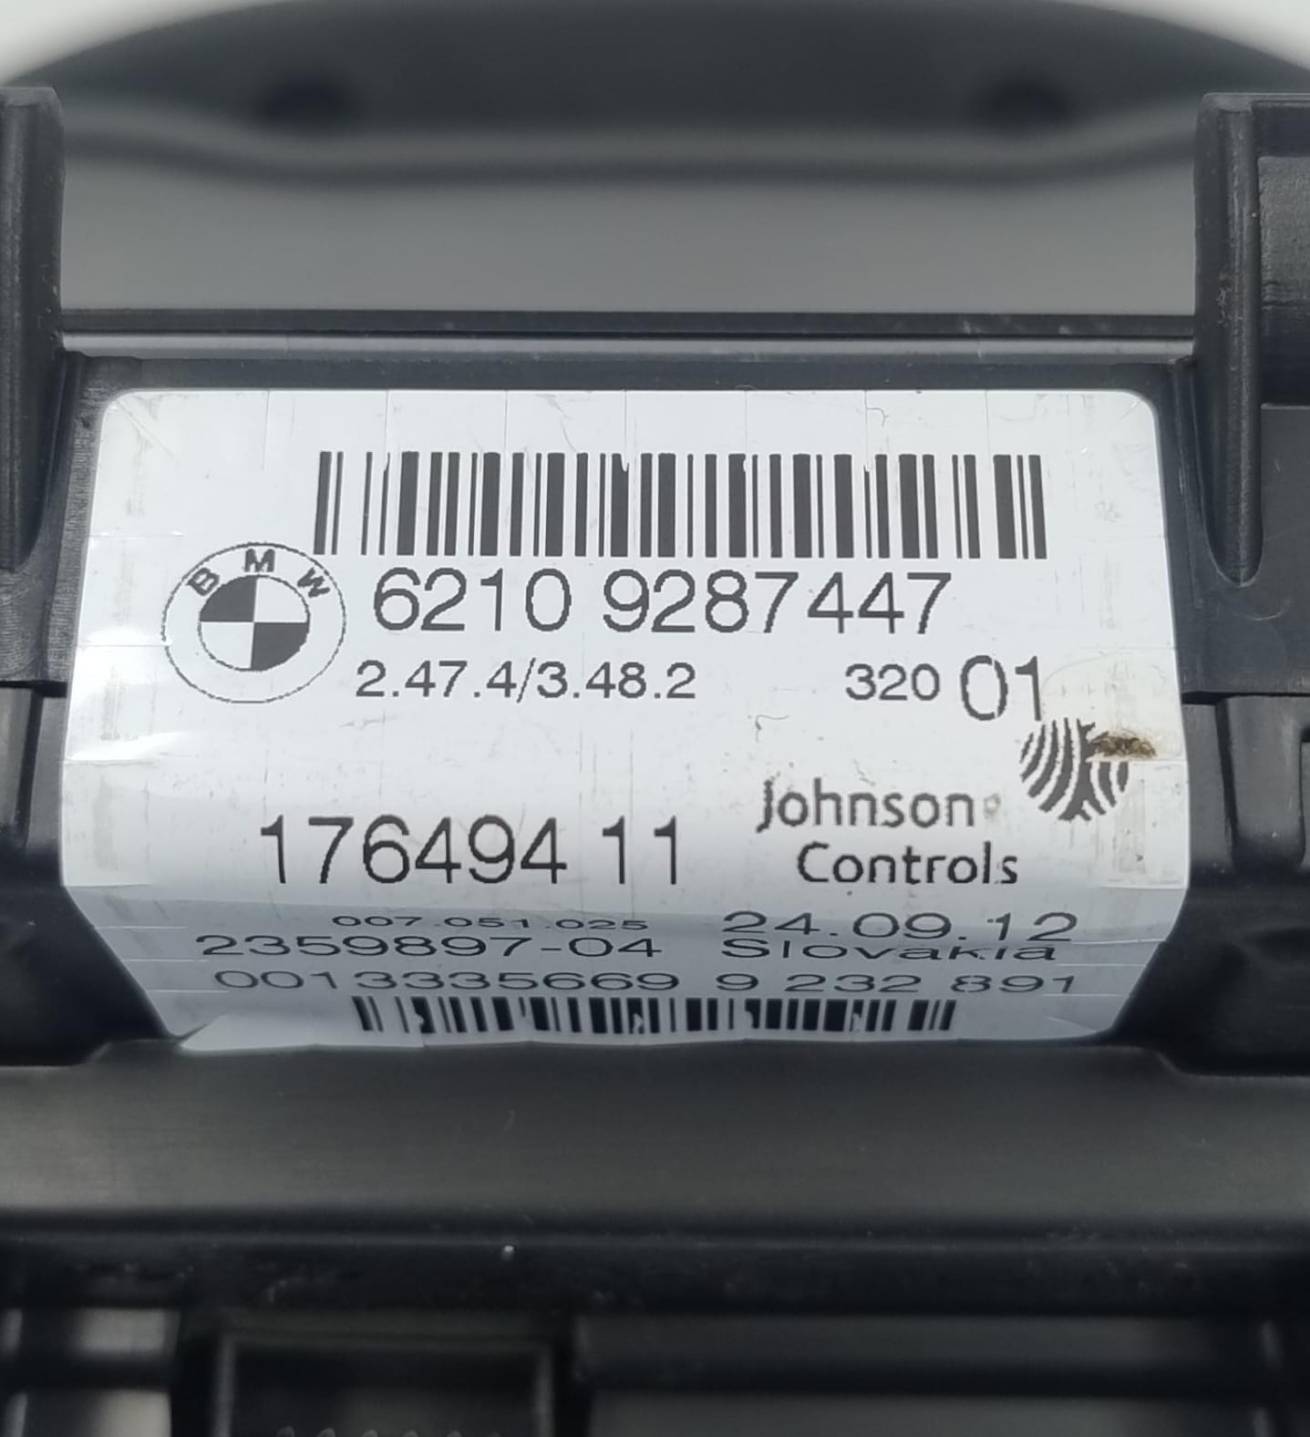 BMW
6210 9287447
2.47.4/3.48.2 320 01
Johnson
Controls
176494 11
007.051.025 24.09.12
2359897-04 Slovakia
0013335669 9 232 891